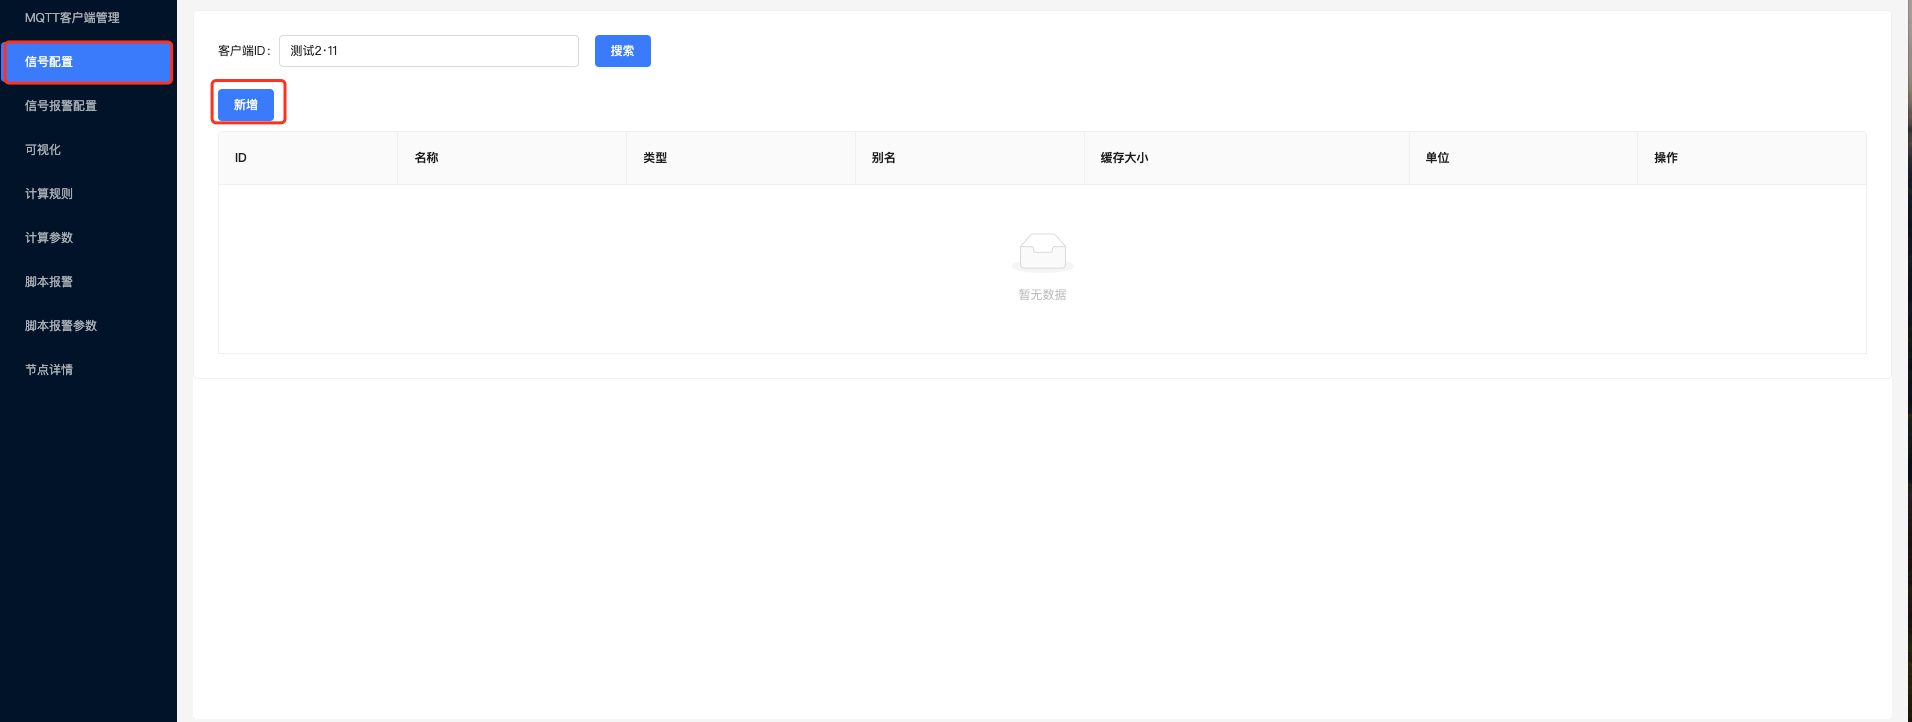 MQTT客户端管理
信号配置
信号报警配置
可视化
计算规则
计算参数
脚本报警
脚本报警参数
节点详情
客户端ID： 测试2·11 搜索
新增
ID 名称 类型 别名 缓存大小 单位 操作
暂无数据